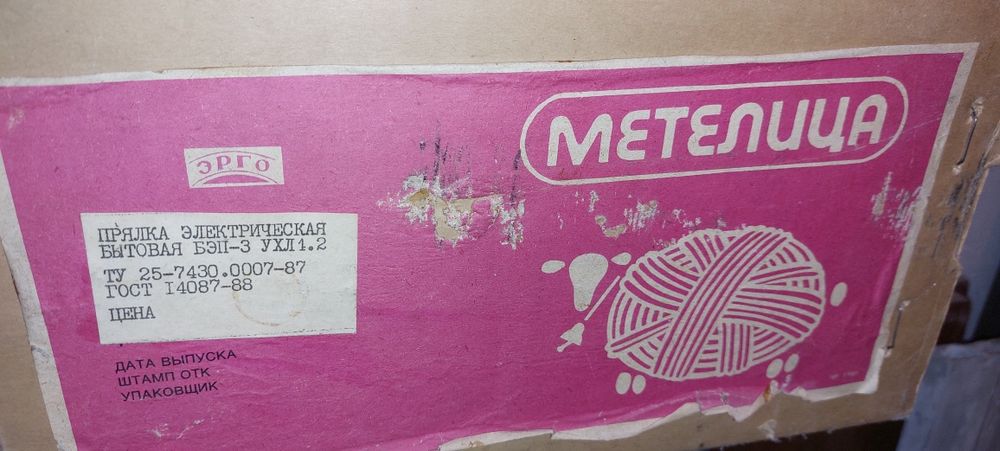 МЕТЕЛИЦА
ЭРГО
ПРЯЛКА ЭЛЕКТРИЧЕСКАЯ
БЫТОВАЯ БЭП-3 УХЛ4.2
ТУ 25-7430.0007-87
ГОСТ I4087-88
ЦЕНА
ДАТА ВЫПУСКА
ШТАМП ОТК
УПАКОВЩИК